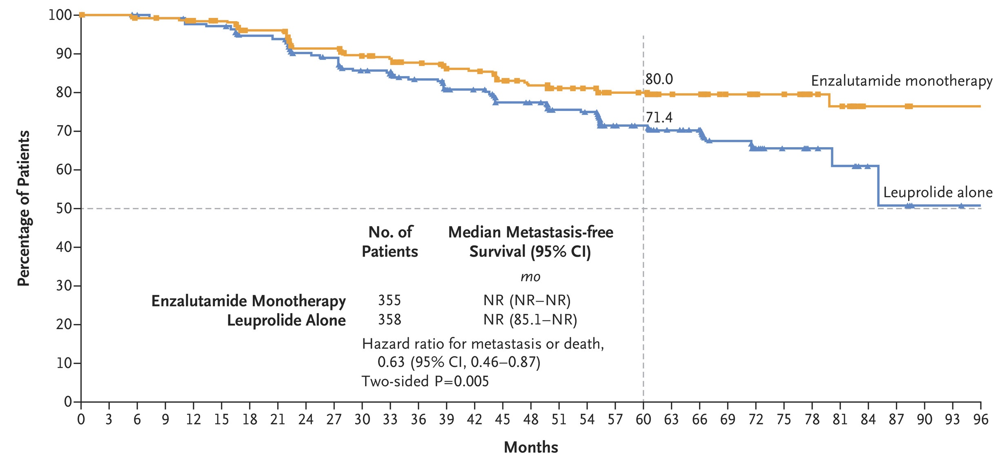 100
90
80
70
60
50
40
30
20
10
0
Percentage of Patients
80.0
71.4
Enzalutamide monotherapy
Leuprolide alone
No. of Patients
Median Metastasis-free
Survival (95% CI)
mo
Enzalutamide Monotherapy 355 NR (NR–NR)
Leuprolide Alone 358 NR (85.1–NR)
Hazard ratio for metastasis or death,
0.63 (95% CI, 0.46–0.87)
Two-sided P=0.005
0 3 6 9 12 15 18 21 24 27 30 33 36 39 42 45 48 51 54 57 60 63 66 69 72 75 78 81 84 87 90 93 96
Months